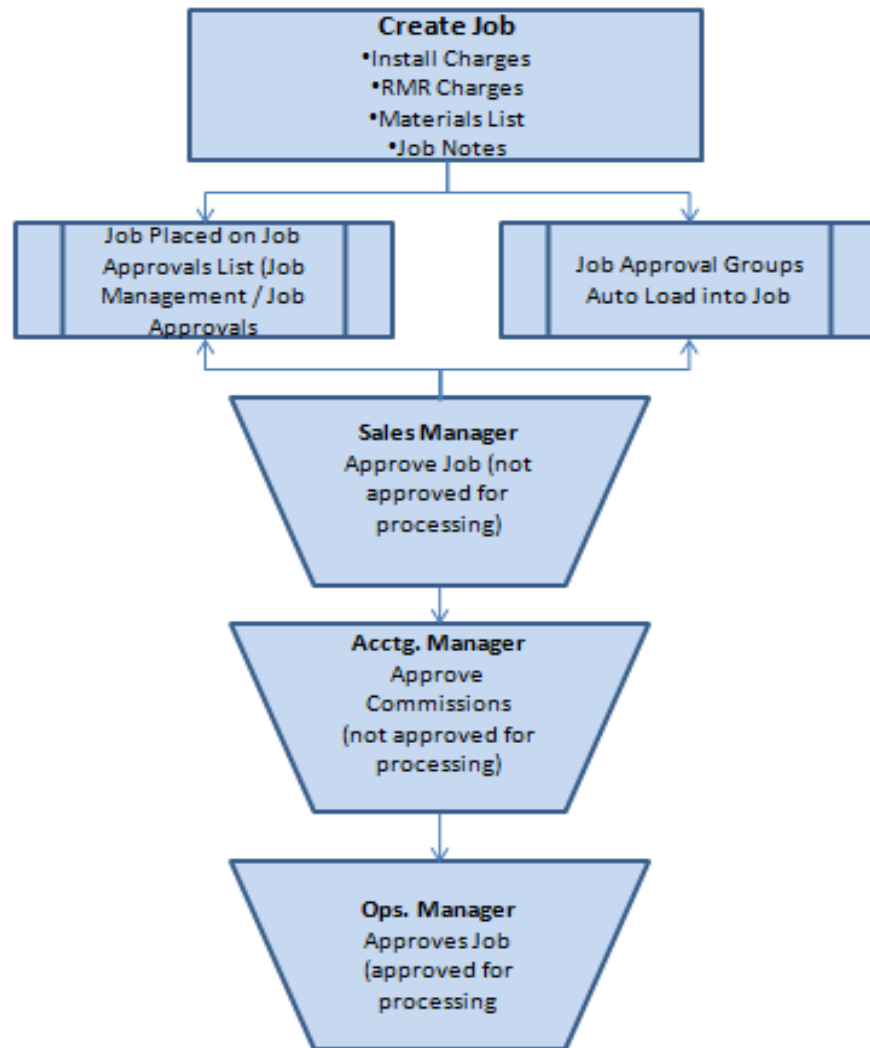 Create Job
•Install Charges
•RMR Charges
•Materials List
•Job Notes
Job Placed on Job
Approvals List (Job
Management / Job
Approvals
Job Approval Groups
Auto Load into Job
Sales Manager
Approve Job (not
approved for
processing)
Acctg. Manager
Approve
Commissions
(not approved for
processing)
Ops. Manager
Approves Job
(approved for
processing